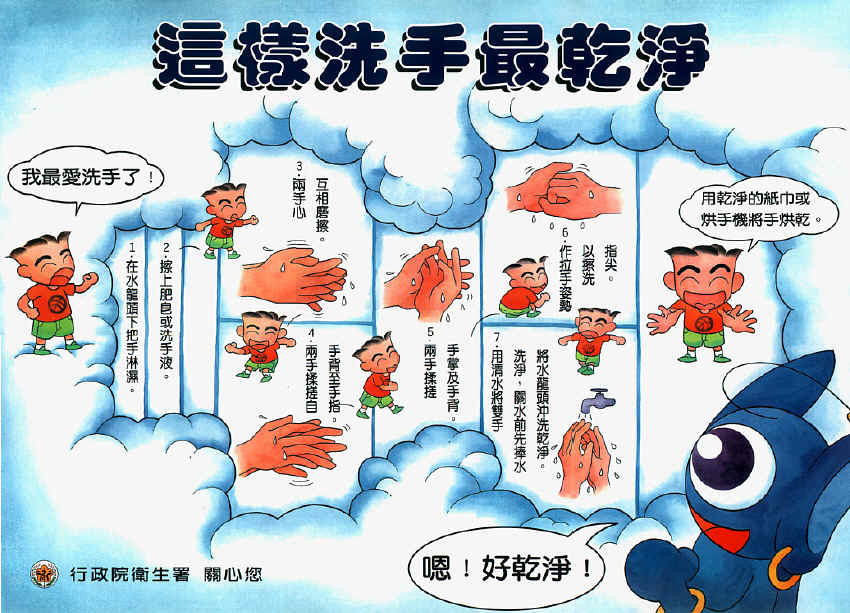 這樣洗手最乾淨
我最愛洗手了！
1.在水龍頭下把手淋濕。
2.擦上肥皂或洗手液。
3.兩手心
互相磨擦。
4.兩手揉搓自
手背至手指。
5.兩手揉搓
手掌及手背。
6.作拉手姿勢
以擦洗
指尖。
7.用清水將雙手
洗淨，關水前先捧水
將水龍頭沖洗乾淨。
用乾淨的紙巾或
烘手機將手烘乾。
嗯！好乾淨！
行政院衛生署 關心您